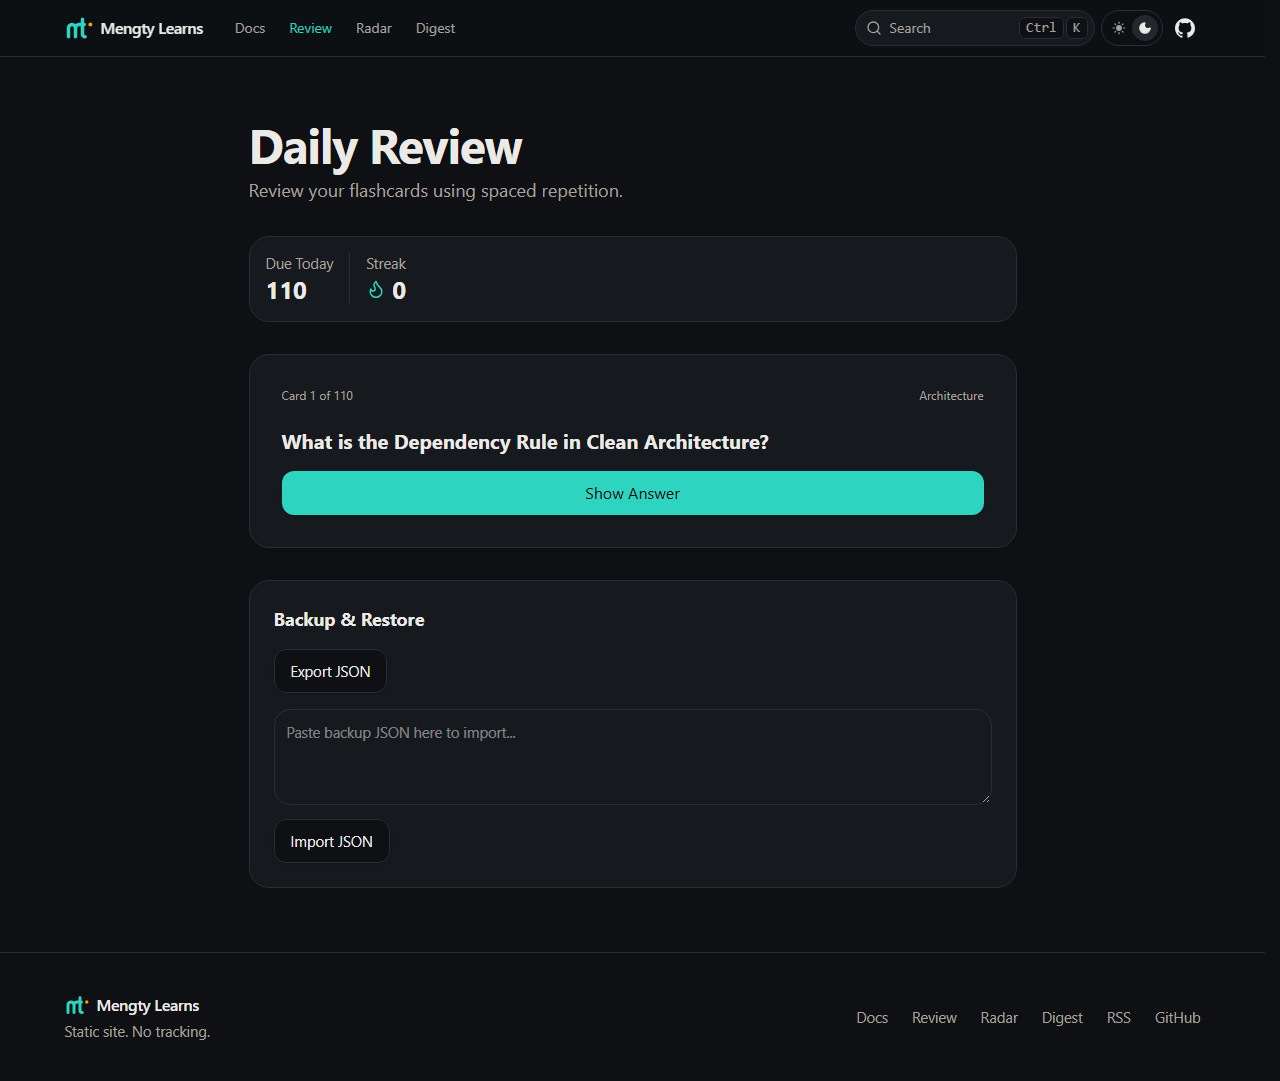 mt Mengty Learns Docs Review Radar Digest Search Ctrl K
Daily Review
Review your flashcards using spaced repetition.
Due Today Streak
110 0
Card 1 of 110 Architecture
What is the Dependency Rule in Clean Architecture?
Show Answer
Backup & Restore
Export JSON
Paste backup JSON here to import...
Import JSON
mt Mengty Learns
Static site. No tracking.
Docs Review Radar Digest RSS GitHub